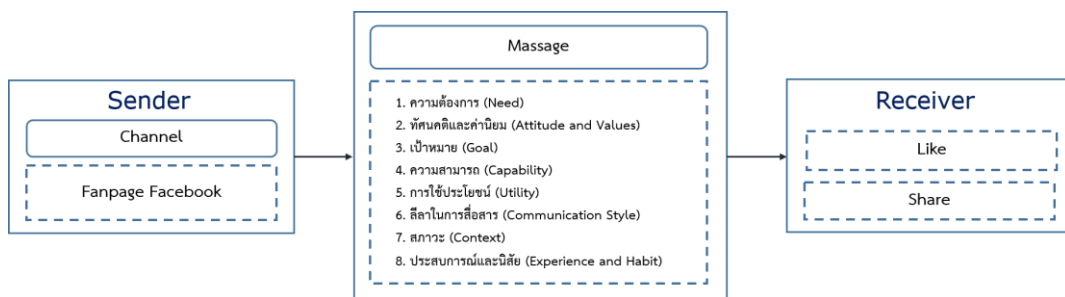 Sender
Channel
Fanpage Facebook
Massage
1. ความต้องการ (Need)
2. ทัศนคติและค่านิยม (Attitude and Values)
3. เป้าหมาย (Goal)
4. ความสามารถ (Capability)
5. การใช้ประโยชน์ (Utility)
6. ลีลาในการสื่อสาร (Communication Style)
7. สภาวะ (Context)
8. ประสบการณ์และนิสัย (Experience and Habit)
Receiver
Like
Share